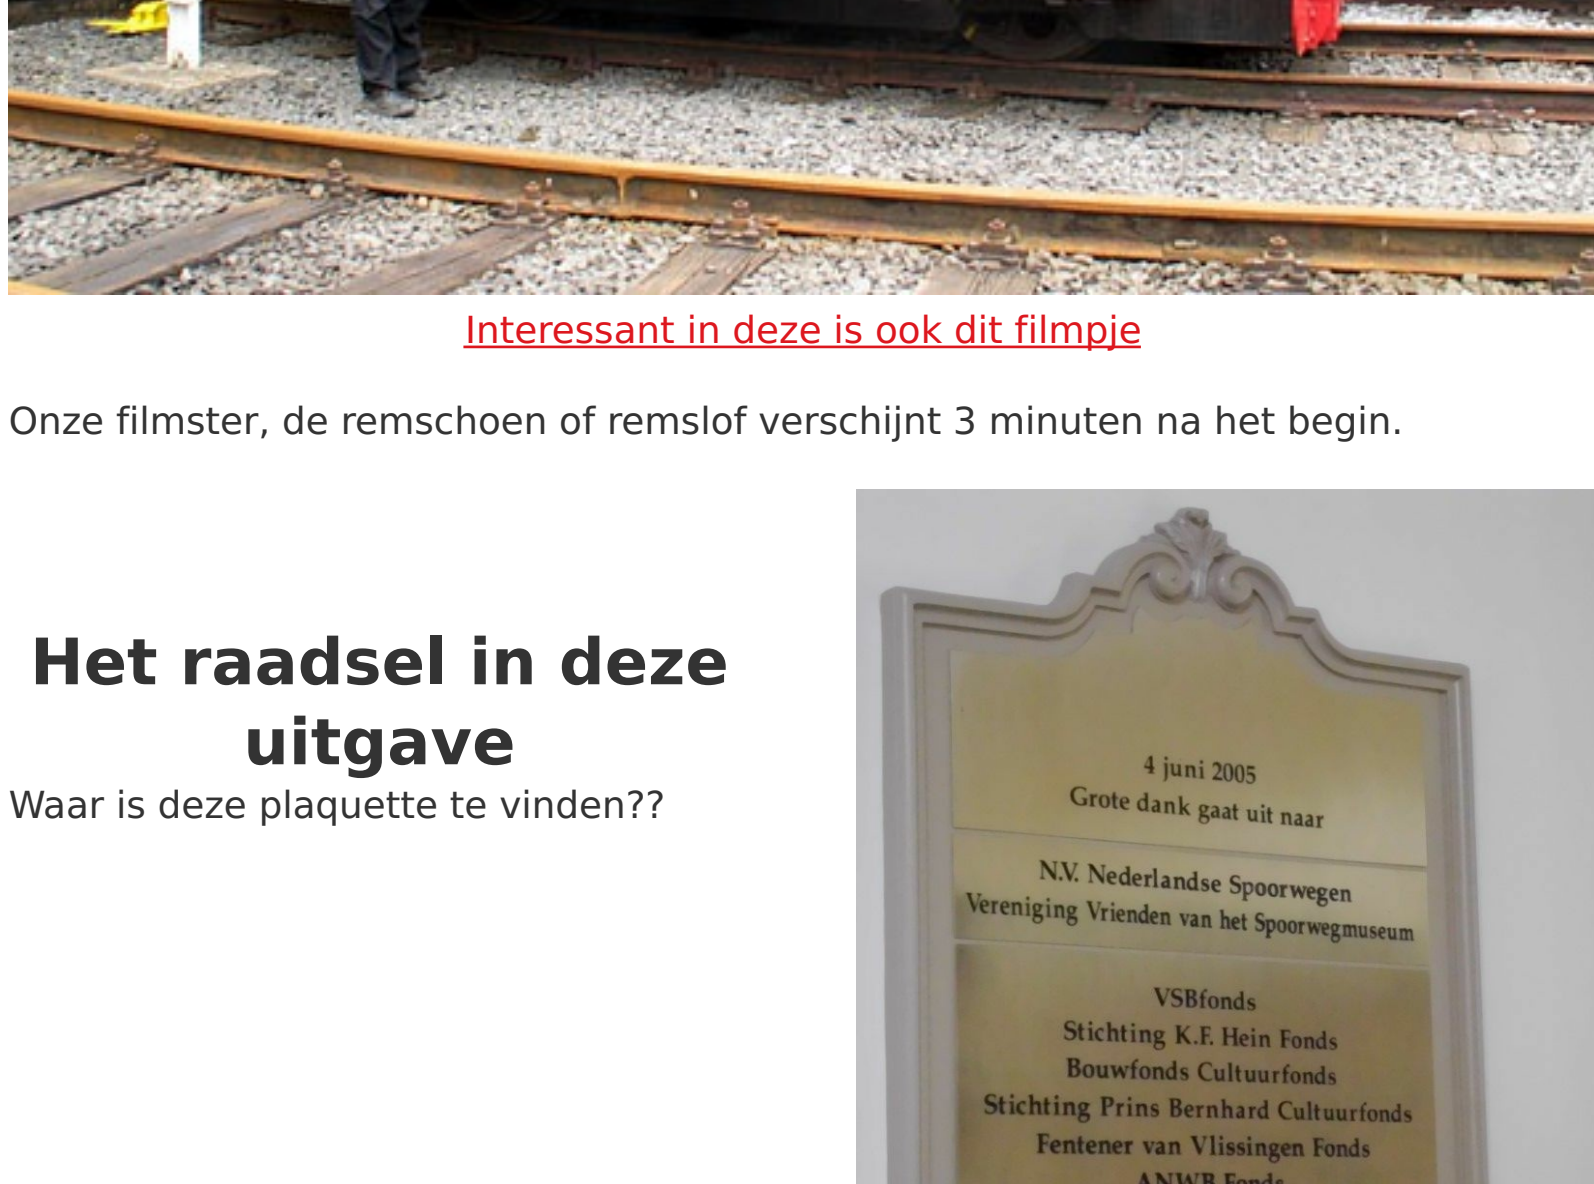 Interessant in deze is ook dit filmpje
Onze filmster, de remschoen of remslof verschijnt 3 minuten na het begin.
Het raadsel in deze
uitgave
Waar is deze plaquette te vinden??
4 juni 2005
Grote dank gaat uit naar
N.V. Nederlandse Spoorwegen
Vereniging Vrienden van het Spoorwegmuseum
VSBfonds
Stichting K.F. Hein Fonds
Bouwfonds Cultuurfonds
Stichting Prins Bernhard Cultuurfonds
Fentener van Vlissingen Fonds
ANWB Fonds